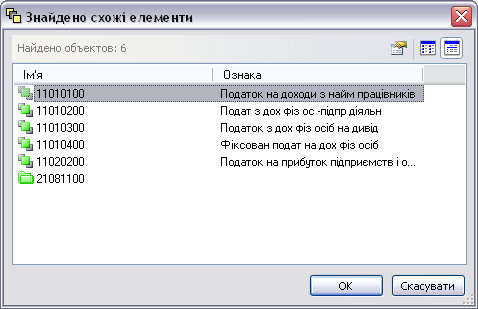 Знайдено схожі елементи
Найдено объектов: 6
Ім'я Ознака
11010100 Податок на доходи з найм працівників
11010200 Подат з дох фіз ос -підпр діяльн
11010300 Податок з дох фіз осіб на дивід
11010400 Фіксован подат на дох фіз осіб
11020200 Податок на прибуток підприємств і о...
21081100
OK Скасувати